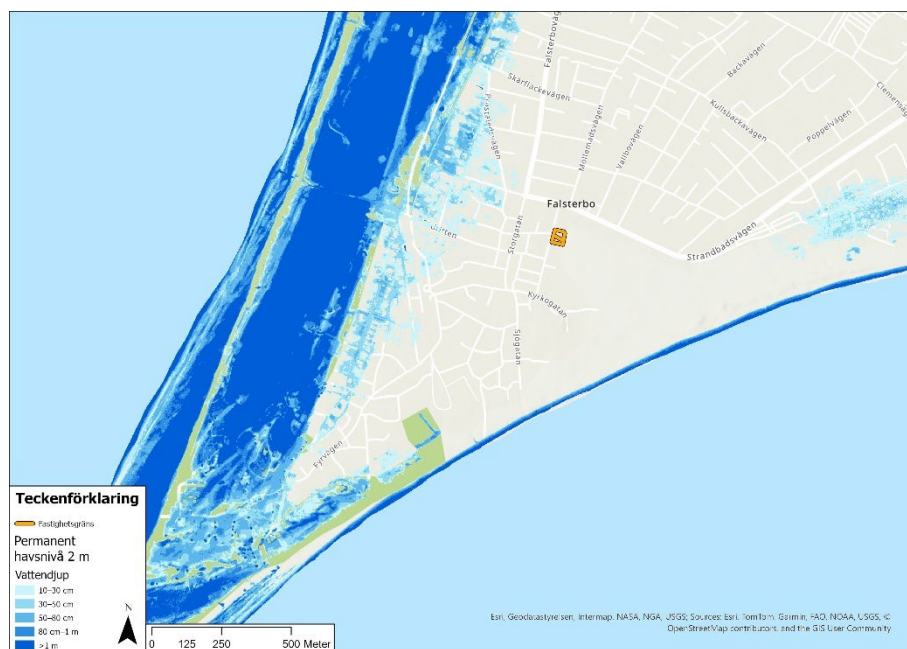 Falsterbovägen
Skärfläckevägen
Backavägen
Kullsbackavägen
Poppelvägen
Möllemadsvägen
Vallbovägen
Falsterbo
Storgatan
Strandbadsvägen
Kyrkogatan
Sjögatan
Fyrvägen
Teckenförklaring
Fastighetsgräns
Permanent
havsnivå 2 m
Vattendjup
10–30 cm
30–50 cm
50–80 cm
80 cm–1 m
>1 m
N
0 125 250 500 Meter
Esri, Geodatastyrelsen, Intermap, NASA, NGA, USGS; Sources: Esri, TomTom, Garmin, FAO, NOAA, USGS, ©
OpenStreetMap contributors, and the GIS User Community